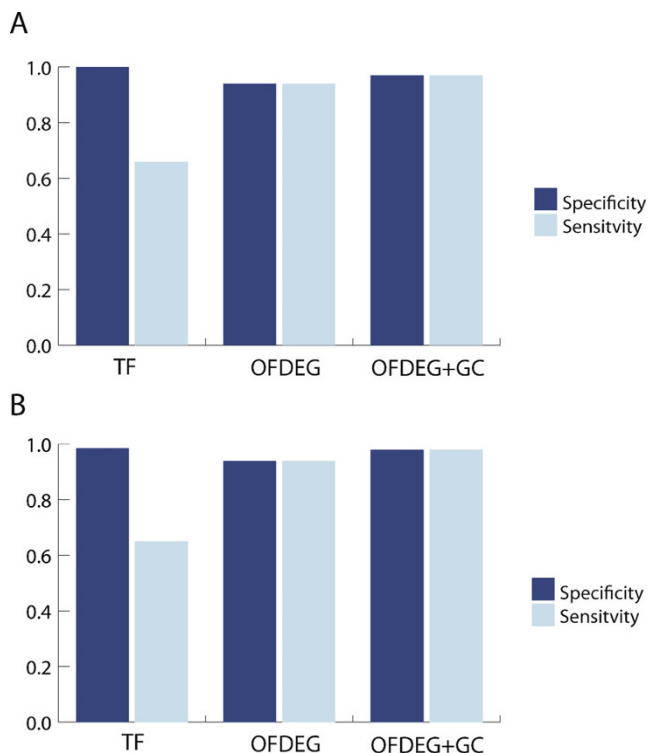 A
1.0
0.8
0.6
0.4
0.2
0.0
TF OFDEG OFDEG+GC
Specificity
Sensitvity
B
1.0
0.8
0.6
0.4
0.2
0.0
TF OFDEG OFDEG+GC
Specificity
Sensitvity